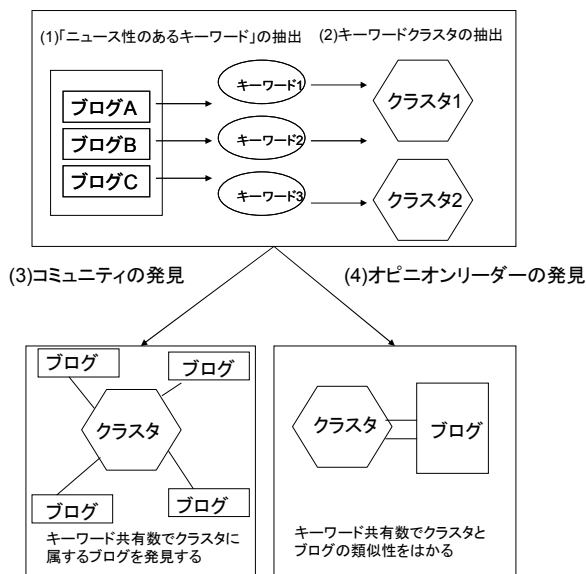 (1)「ニュース性のあるキーワード」の抽出
(2)キーワードクラスタの抽出
ブログA
ブログB
ブログC
キーワード1
キーワード2
キーワード3
クラスタ1
クラスタ2
(3)コミュニティの発見
(4)オピニオンリーダーの発見
ブログ
ブログ
クラスタ
ブログ
ブログ
キーワード共有数でクラスタに
属するブログを発見する
クラスタ
ブログ
キーワード共有数でクラスタと
ブログの類似性をはかる